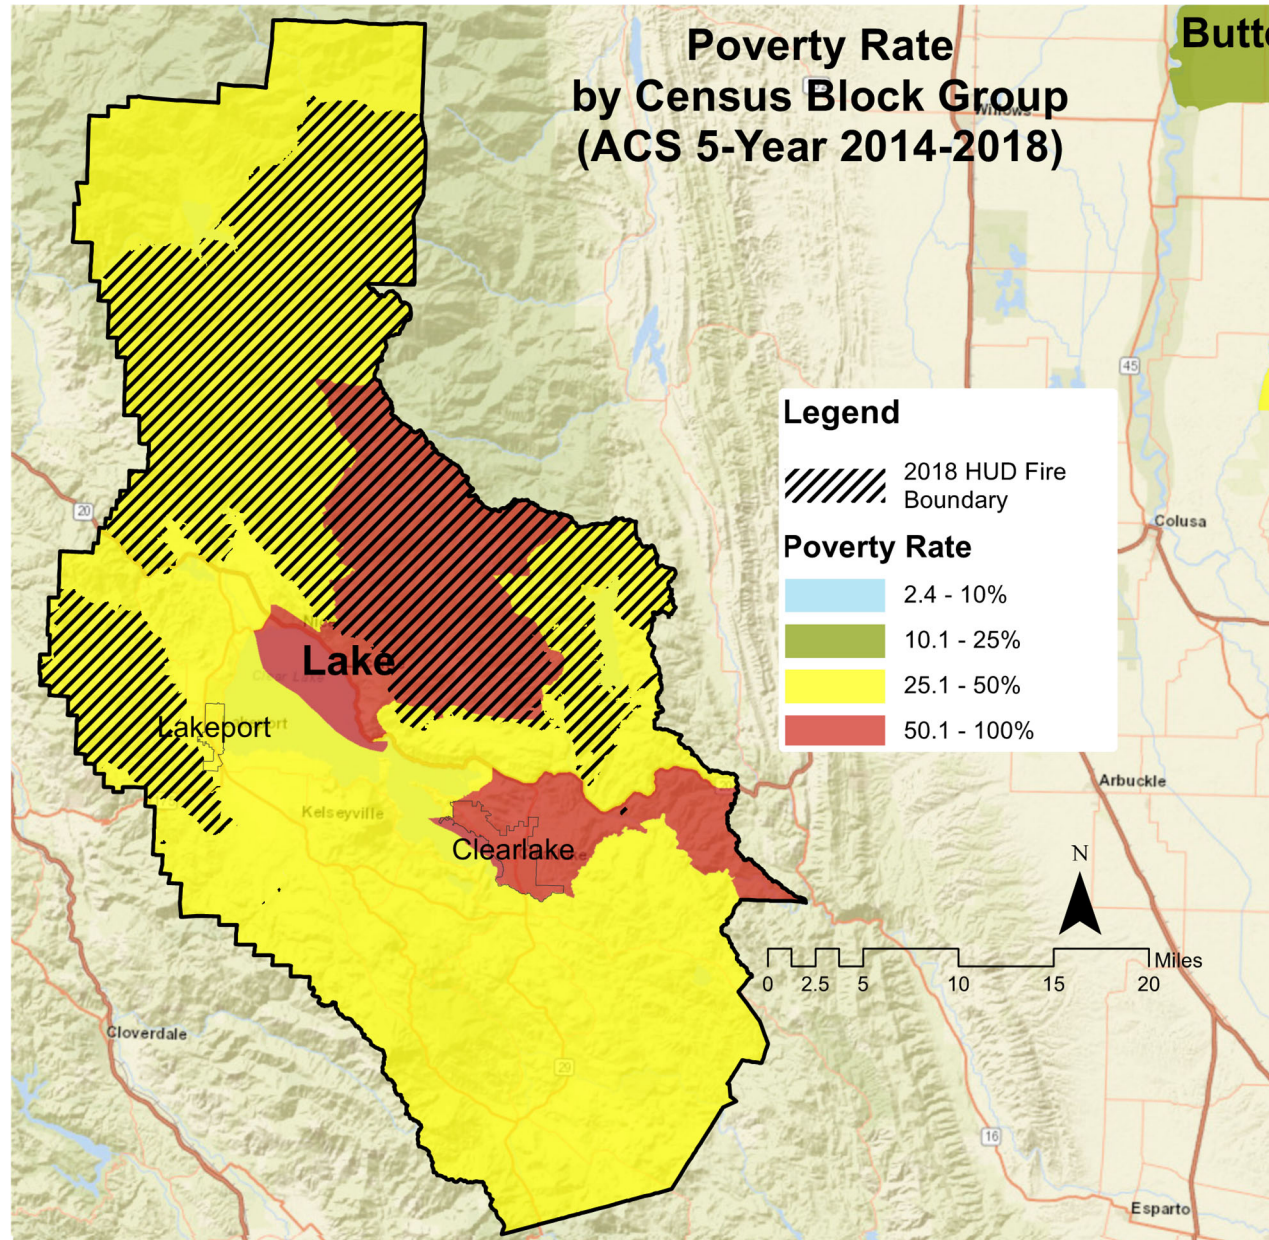 Poverty Rate
by Census Block Group
(ACS 5-Year 2014-2018)
Butte
Willows
45
20
Legend
2018 HUD Fire
Boundary
Poverty Rate
2.4 - 10%
10.1 - 25%
25.1 - 50%
50.1 - 100%
Colusa
Lake
Clear Lake
Lakeport
Kelseyville
Clearlake
Arbuckle
N
Miles
0 2.5 5 10 15 20
Cloverdale
29
16
Esparto